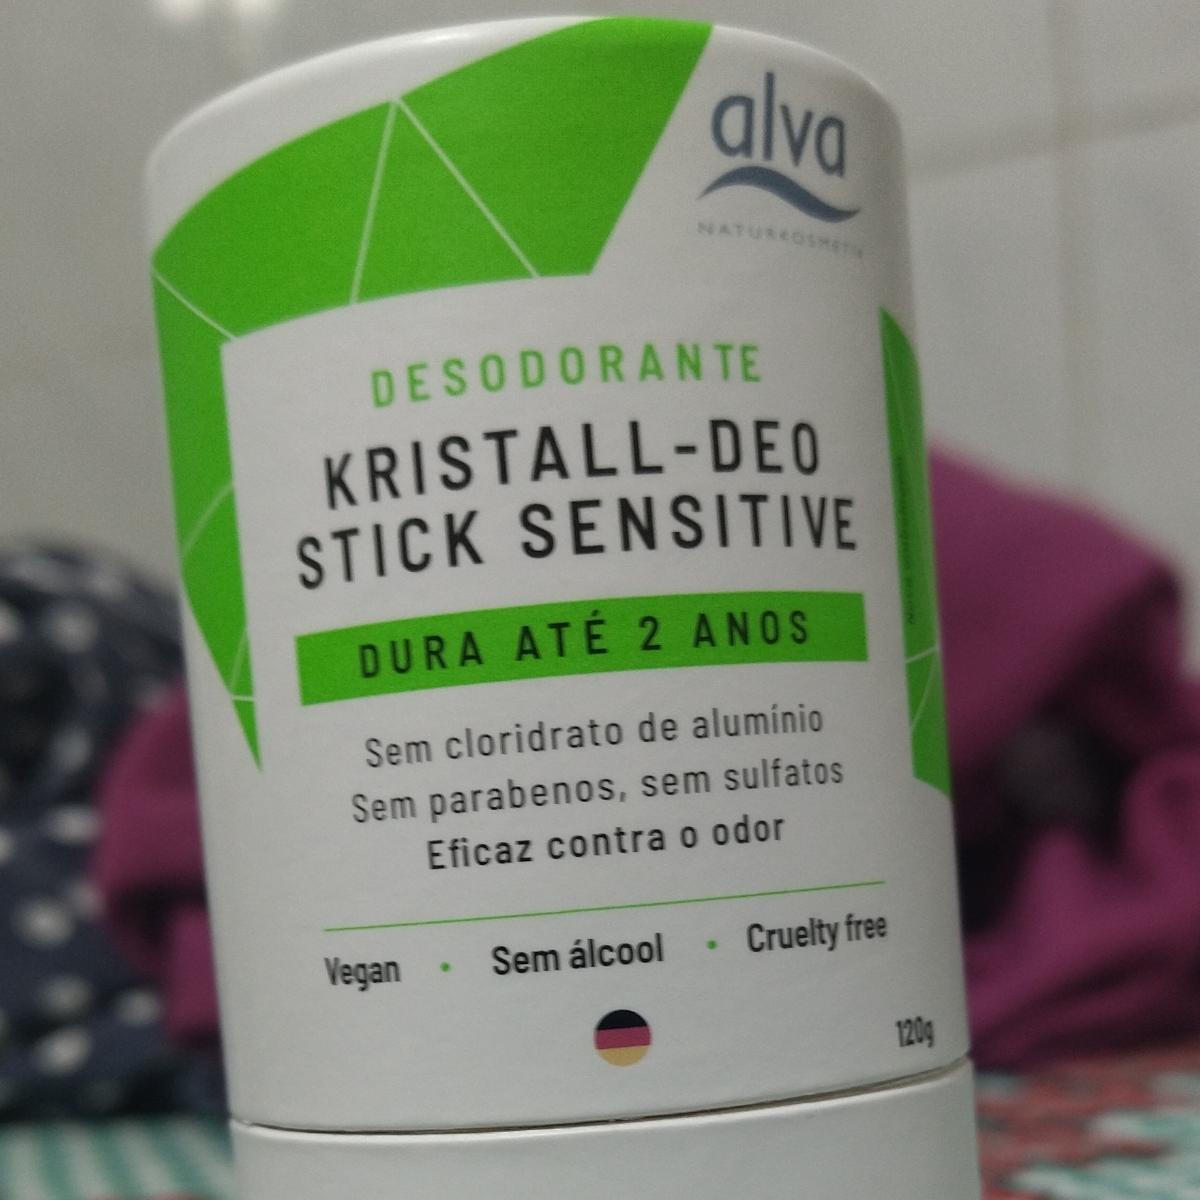 alva
NATURKOSMETIK
DESODORANTE
KRISTALL-DEO
STICK SENSITIVE
DURA ATÉ 2 ANOS
Sem cloridrato de alumínio
Sem parabenos, sem sulfatos
Eficaz contra o odor
Vegan • Sem álcool • Cruelty free
120g